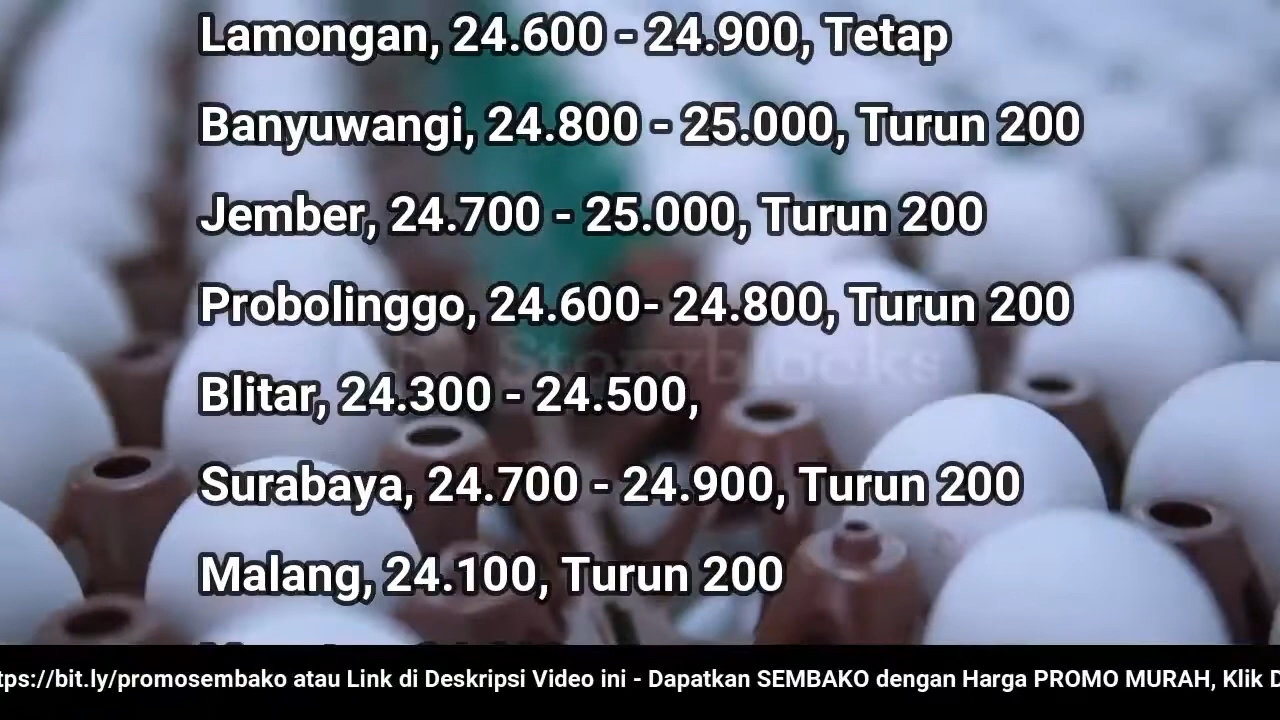 Lamongan, 24.600 - 24.900, Tetap
Banyuwangi, 24.800 - 25.000, Turun 200
Jember, 24.700 - 25.000, Turun 200
Probolinggo, 24.600- 24.800, Turun 200
Storyblocks
Blitar, 24.300 - 24.500,
Surabaya, 24.700 - 24.900, Turun 200
Malang, 24.100, Turun 200
tps://bit.ly/promosembako atau Link di Deskripsi Video ini - Dapatkan SEMBAKO dengan Harga PROMO MURAH, Klik D